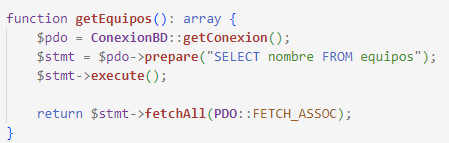 function getEquipos(): array {
    $pdo = ConexionBD::getConexion();
    $stmt = $pdo->prepare("SELECT nombre FROM equipos");
    $stmt->execute();

    return $stmt->fetchAll(PDO::FETCH_ASSOC);
}